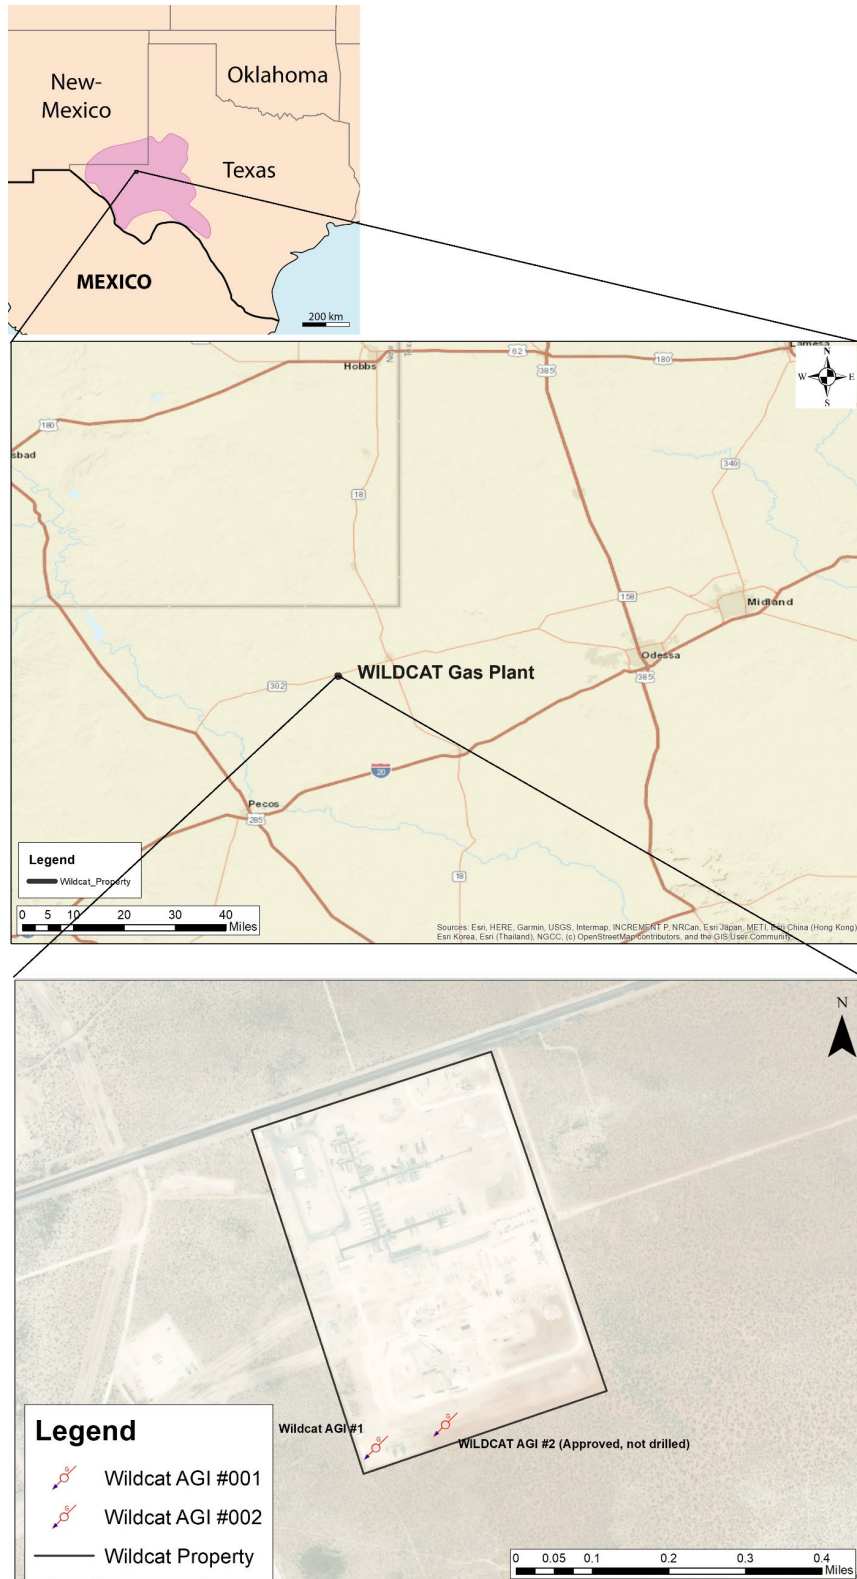 New-
Mexico
Oklahoma
Texas
MEXICO
200 km
Hobbs
New
62
180
Lamesa
385
N
W E
S
180
sbad
349
18
158
Midland
Odessa
385
302
WILDCAT Gas Plant
20
Pecos
285
18
Legend
Wildcat_Property
0 5 10 20 30 40
Miles
Sources: Esri, HERE, Garmin, USGS, Intermap, INCREMENT P, NRCan, Esri Japan, METI, Esri China (Hong Kong),
Esri Korea, Esri (Thailand), NGCC, (c) OpenStreetMap contributors, and the GIS User Community
N
Wildcat AGI #1
G
G
WILDCAT AGI #2 (Approved, not drilled)
Legend
G
Wildcat AGI #001
G
Wildcat AGI #002
Wildcat Property
0 0.05 0.1 0.2 0.3 0.4
Miles